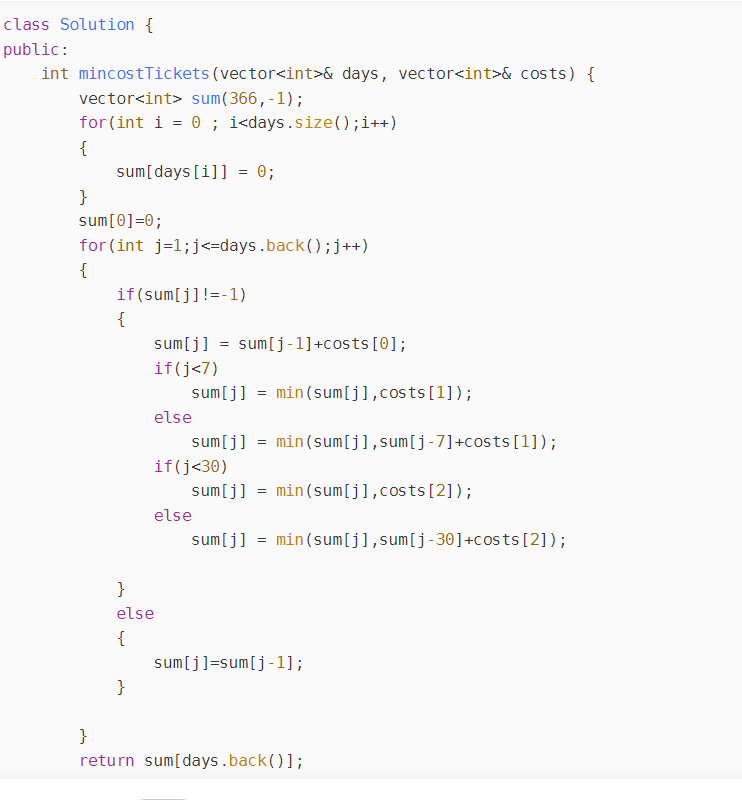 class Solution {
public:
    int mincostTickets(vector<int>& days, vector<int>& costs) {
        vector<int> sum(366,-1);
        for(int i = 0 ; i<days.size();i++)
        {
            sum[days[i]] = 0;
        }
        sum[0]=0;
        for(int j=1;j<=days.back();j++)
        {
            if(sum[j]!=-1)
            {
                sum[j] = sum[j-1]+costs[0];
                if(j<7)
                    sum[j] = min(sum[j],costs[1]);
                else
                    sum[j] = min(sum[j],sum[j-7]+costs[1]);
                if(j<30)
                    sum[j] = min(sum[j],costs[2]);
                else
                    sum[j] = min(sum[j],sum[j-30]+costs[2]);
            }
            else
            {
                sum[j]=sum[j-1];
            }
        }
        return sum[days.back()];